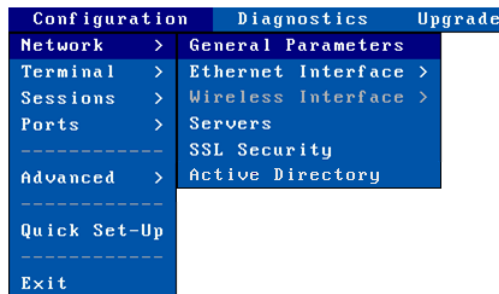 Configuration Diagnostics Upgrade
Network > General Parameters
Terminal > Ethernet Interface >
Sessions > Wireless Interface >
Ports > Servers
------------ SSL Security
Advanced > Active Directory
------------
Quick Set-Up
------------
Exit